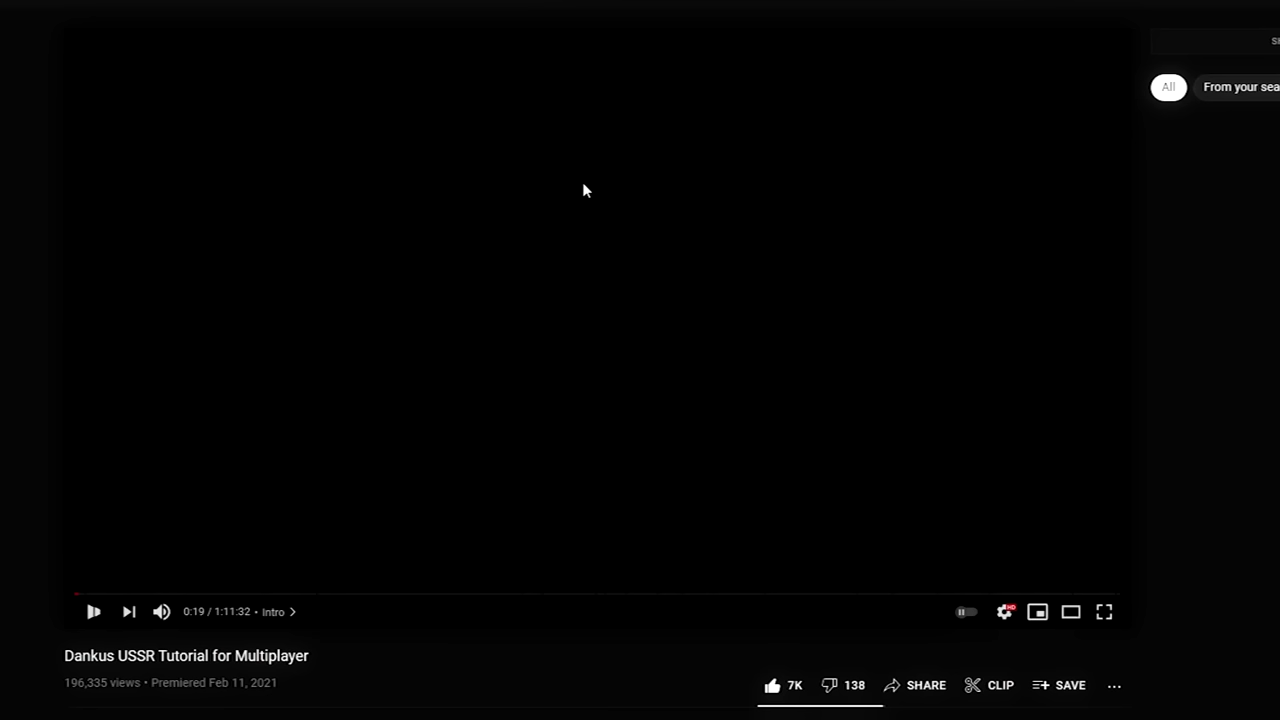 All
From your sea
HD
0:19 / 1:11:32 • Intro
Dankus USSR Tutorial for Multiplayer
196,335 views • Premiered Feb 11, 2021
7K 138 SHARE CLIP SAVE